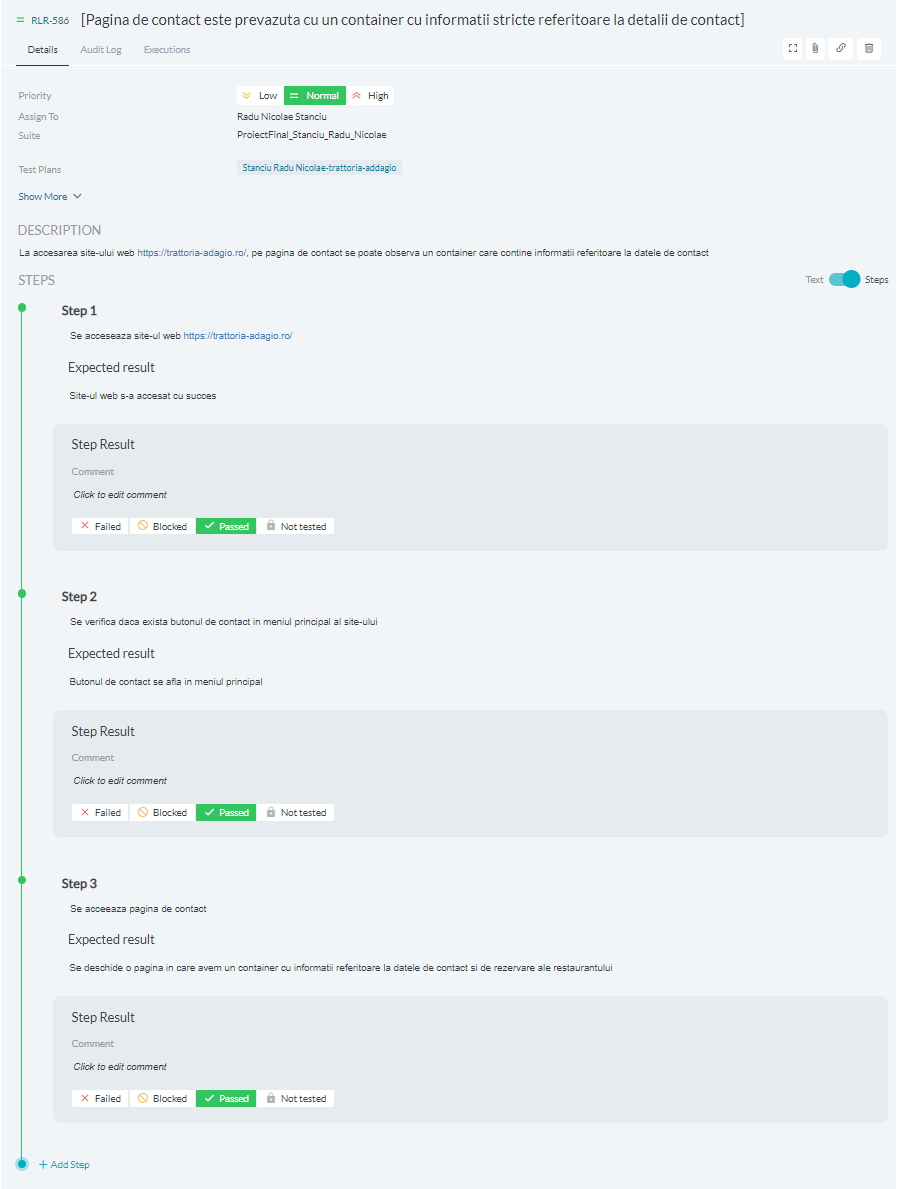 RLR-586 [Pagina de contact este prevazuta cu un container cu informatii stricte referitoare la detalii de contact]
Details Audit Log Executions
Priority Low Normal High
Assign To Radu Nicolae Stanciu
Suite ProiectFinal_Stanciu_Radu_Nicolae
Test Plans Stanciu Radu Nicolae-trattoria-addagio
Show More
DESCRIPTION
La accesarea site-ului web https://trattoria-adagio.ro/, pe pagina de contact se poate observa un container care contine informatii referitoare la datele de contact
STEPS Text Steps
Step 1
Se acceseaza site-ul web https://trattoria-adagio.ro/
Expected result
Site-ul web s-a accesat cu succes
Step Result
Comment
Click to edit comment
Failed Blocked Passed Not tested
Step 2
Se verifica daca exista butonul de contact in meniul principal al site-ului
Expected result
Butonul de contact se afla in meniul principal
Step Result
Comment
Click to edit comment
Failed Blocked Passed Not tested
Step 3
Se acceeaza pagina de contact
Expected result
Se deschide o pagina in care avem un container cu informatii referitoare la datele de contact si de rezervare ale restaurantului
Step Result
Comment
Click to edit comment
Failed Blocked Passed Not tested
+ Add Step